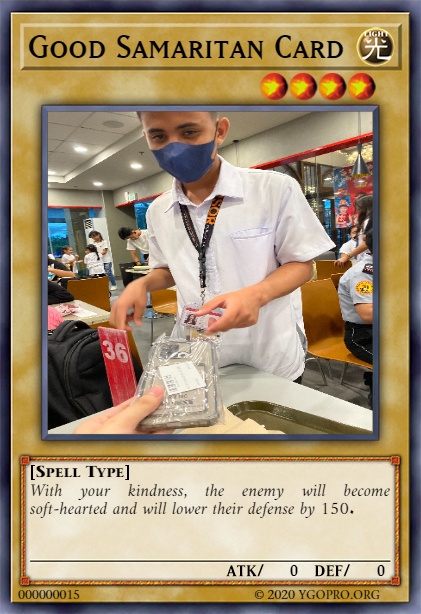 GOOD SAMARITAN CARD
LIGHT
光
36
[SPELL TYPE]
With your kindness, the enemy will become
soft-hearted and will lower their defense by 150.
ATK/ 0 DEF/ 0
000000015
© 2020 YGOPRO.ORG